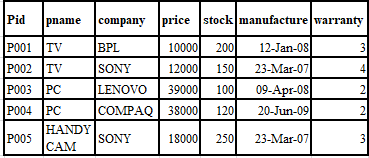 Pid pname company price stock manufacture warranty
P001 TV BPL 10000 200 12-Jan-08 3
P002 TV SONY 12000 150 23-Mar-07 4
P003 PC LENOVO 39000 100 09-Apr-08 2
P004 PC COMPAQ 38000 120 20-Jun-09 2
P005 HANDY CAM SONY 18000 250 23-Mar-07 3